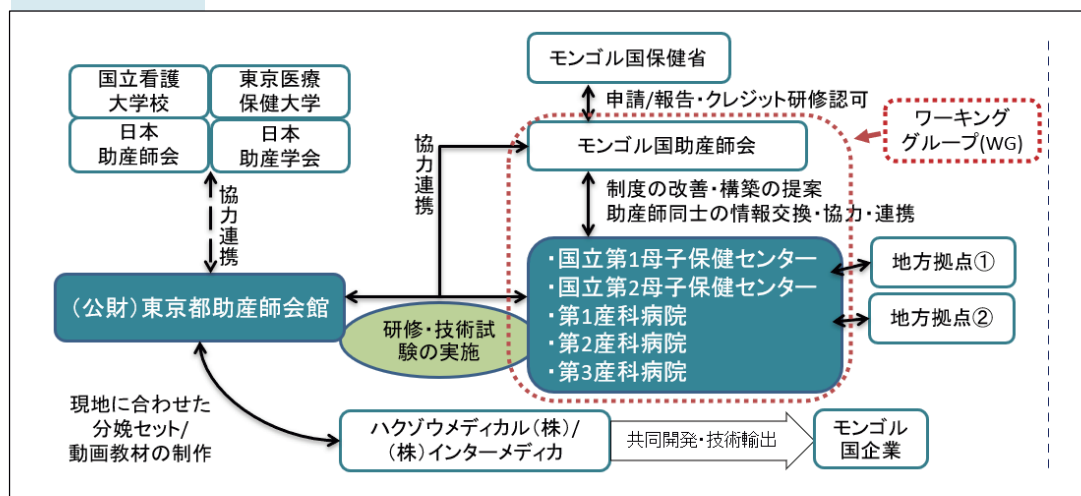 国立看護
大学校
東京医療
保健大学
日本
助産師会
日本
助産学会
協力連携
(公財)東京都助産師会館
現地に合わせた
分娩セット/
動画教材の制作
協力連携
研修・技術試
験の実施
モンゴル国保健省
申請/報告・クレジット研修認可
モンゴル国助産師会
ワーキング
グループ(WG)
制度の改善・構築の提案
助産師同士の情報交換・協力・連携
・国立第1母子保健センター
・国立第2母子保健センター
・第1産科病院
・第2産科病院
・第3産科病院
地方拠点①
地方拠点②
ハクゾウメディカル(株)/
(株)インターメディカ
共同開発・技術輸出
モンゴル
国企業